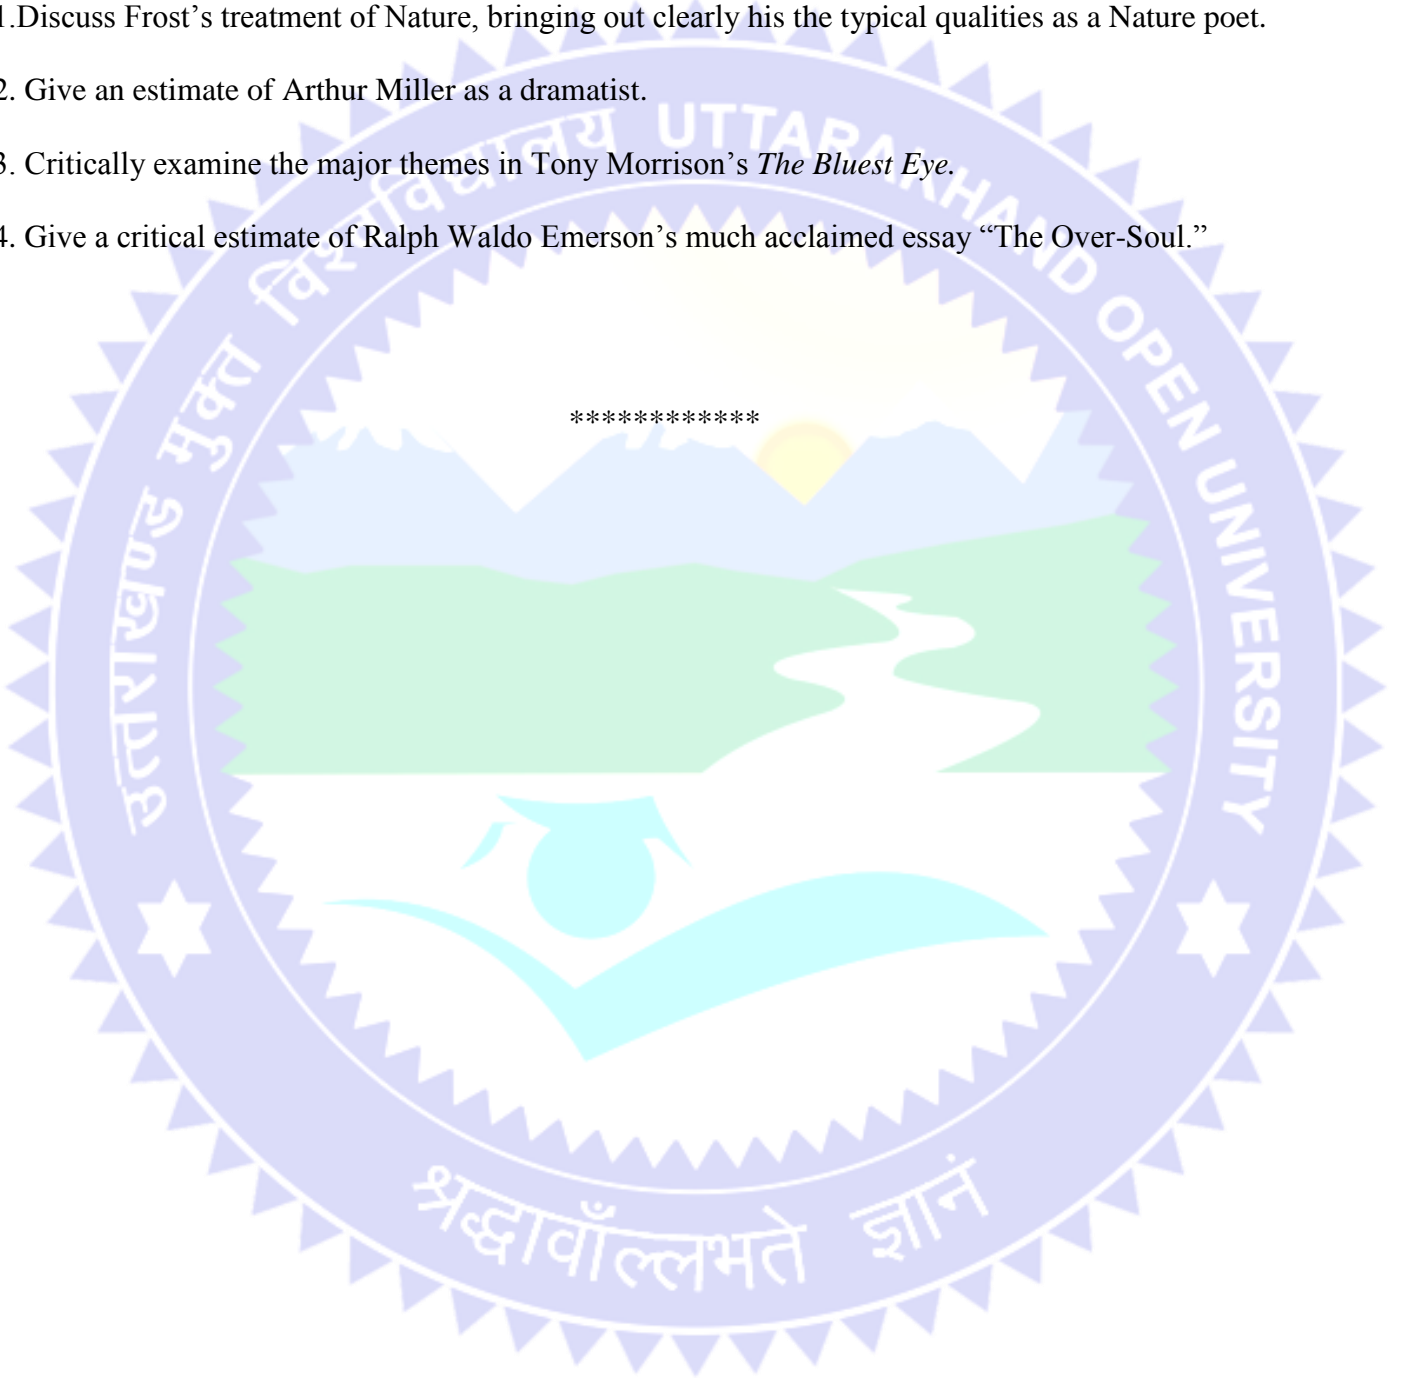 1.Discuss Frost’s treatment of Nature, bringing out clearly his the typical qualities as a Nature poet.
2. Give an estimate of Arthur Miller as a dramatist.
3. Critically examine the major themes in Tony Morrison’s The Bluest Eye.
4. Give a critical estimate of Ralph Waldo Emerson’s much acclaimed essay “The Over-Soul.”
************
उत्तराखण्ड मुक्त विश्वविद्यालय UTTARAKHAND OPEN UNIVERSITY
श्रद्धावाँल्लभते ज्ञानं